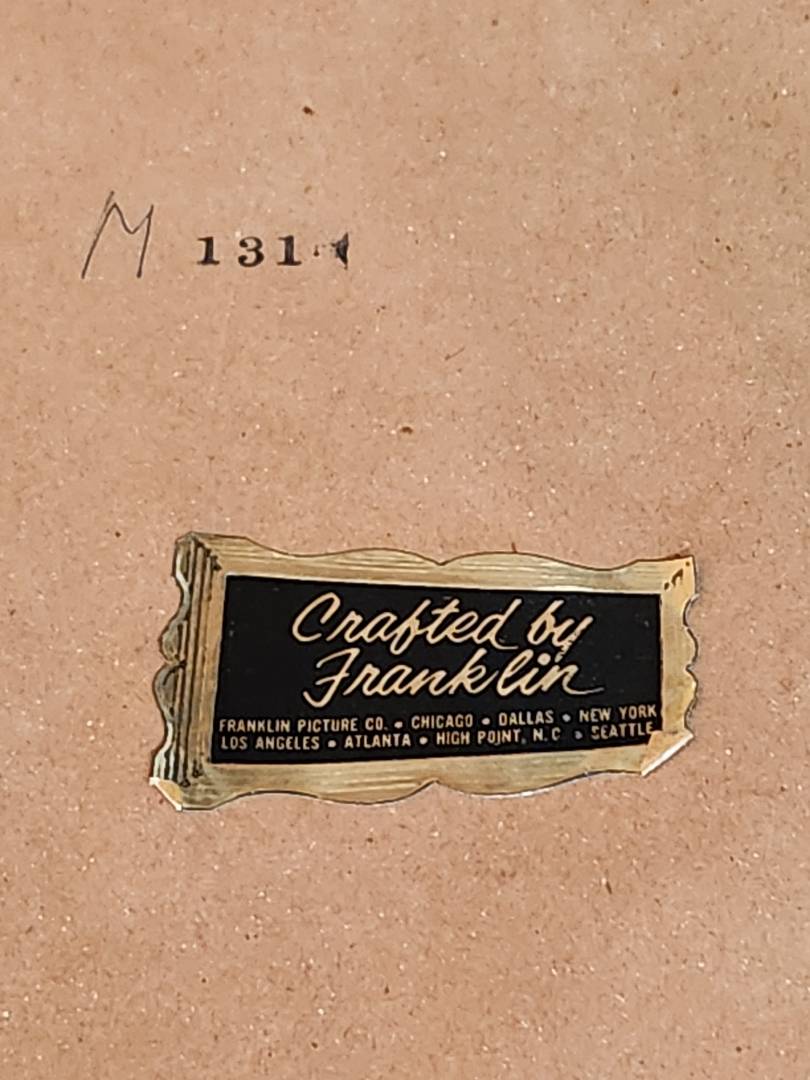 M 131
Crafted by
Franklin
FRANKLIN PICTURE CO. • CHICAGO • DALLAS • NEW YORK
LOS ANGELES • ATLANTA • HIGH POINT, N.C • SEATTLE